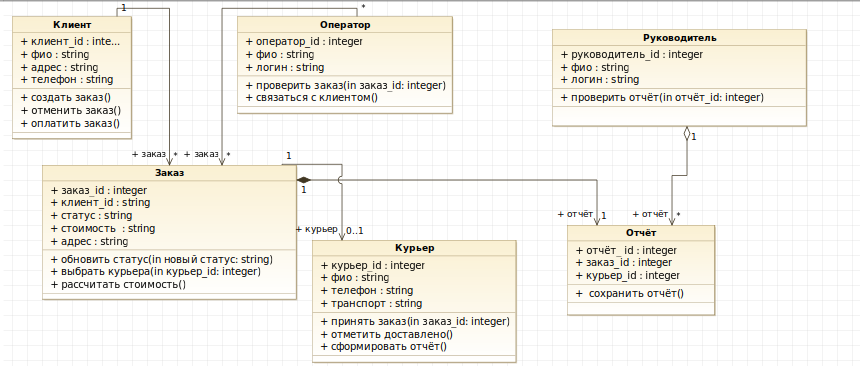 1
*
Клиент
+ клиент_id : inte...
+ фио : string
+ адрес : string
+ телефон : string
+ создать заказ()
+ отменить заказ()
+ оплатить заказ()
Оператор
+ оператор_id : integer
+ фио : string
+ логин : string
+ проверить заказ(in заказ_id: integer)
+ связаться с клиентом()
Руководитель
+ руководитель_id : integer
+ фио : string
+ логин : string
+ проверить отчёт(in отчёт_id: integer)
1
+ заказ *
+ заказ *
1
Заказ
+ заказ_id : integer
+ клиент_id : integer
+ статус : string
+ стоимость : string
+ адрес : string
+ обновить статус(in новый статус: string)
+ выбрать курьера(in курьер_id: integer)
+ рассчитать стоимость()
1
+ курьер 0..1
+ отчёт 1
+ отчёт *
Курьер
+ курьер_id : integer
+ фио : string
+ телефон : string
+ транспорт : string
+ принять заказ(in заказ_id: integer)
+ отметить доставлено()
+ сформировать отчёт()
Отчёт
+ отчёт_id : integer
+ заказ_id : integer
+ курьер_id : integer
+ сохранить отчёт()